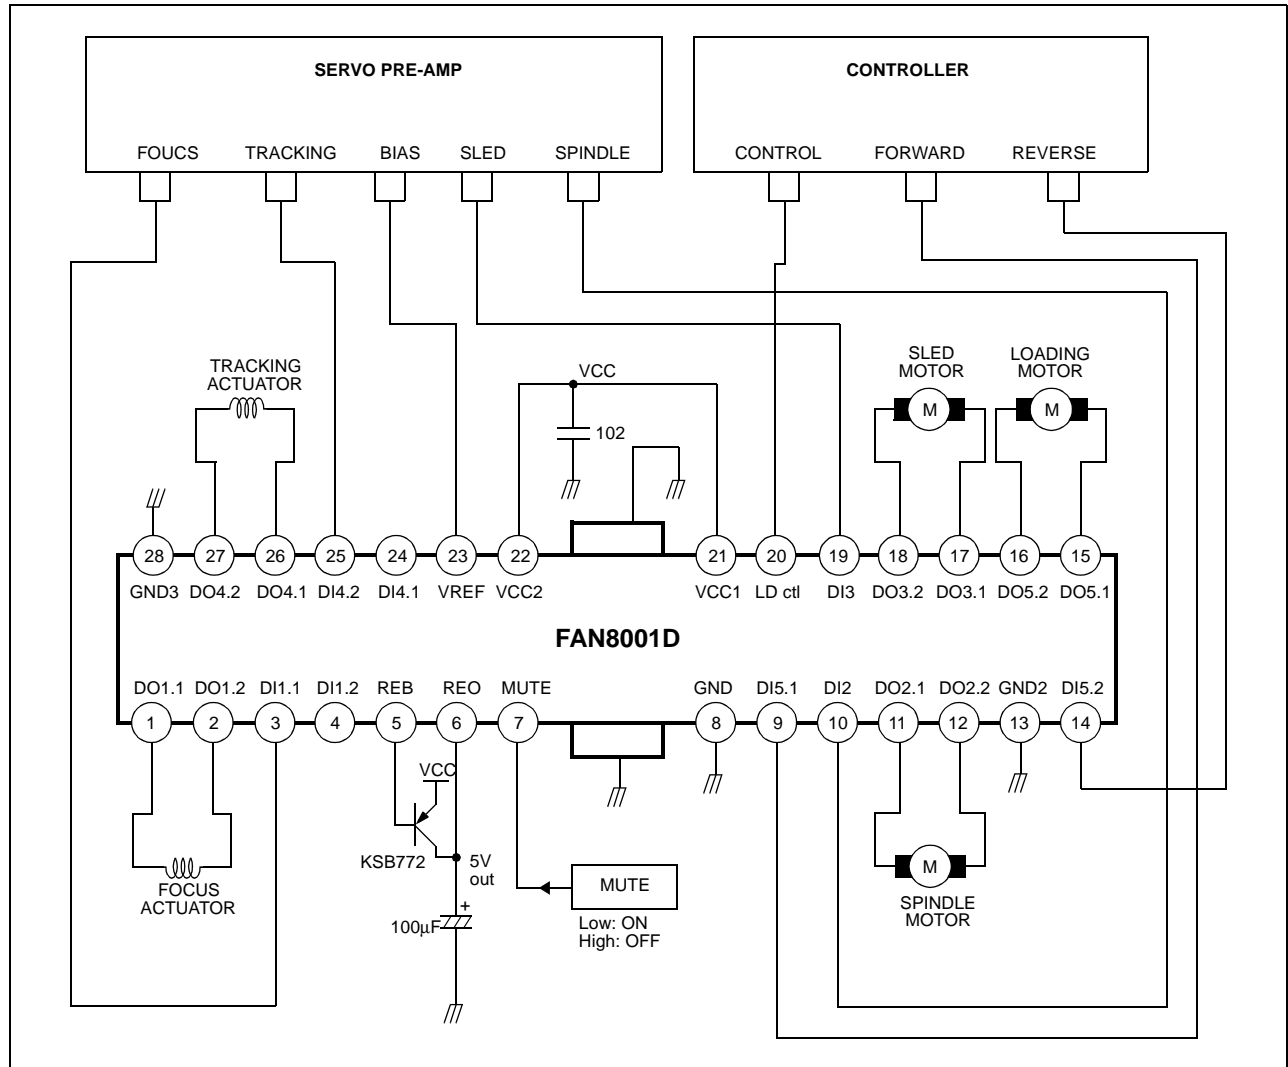 SERVO PRE-AMP
CONTROLLER
FOUCS TRACKING BIAS SLED SPINDLE
CONTROL FORWARD REVERSE
TRACKING
ACTUATOR
VCC
102
SLED
MOTOR
LOADING
MOTOR
M
M
28 27 26 25 24 23 22 21 20 19 18 17 16 15
GND3 DO4.2 DO4.1 DI4.2 DI4.1 VREF VCC2 VCC1 LD ctl DI3 DO3.2 DO3.1 DO5.2 DO5.1
FAN8001D
DO1.1 DO1.2 DI1.1 DI1.2 REB REO MUTE GND DI5.1 DI2 DO2.1 DO2.2 GND2 DI5.2
1 2 3 4 5 6 7 8 9 10 11 12 13 14
VCC
KSB772
5V
out
+
100μF
FOCUS
ACTUATOR
MUTE
Low: ON
High: OFF
M
SPINDLE
MOTOR